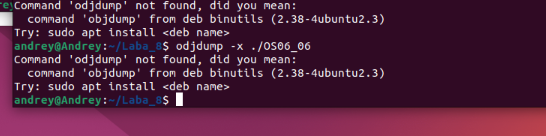 Command 'odjdump' not found, did you mean:
  command 'objdump' from deb binutils (2.38-4ubuntu2.3)
Try: sudo apt install <deb name>
andrey@Andrey:~/Laba_8$ odjdump -x ./OS06_06
Command 'odjdump' not found, did you mean:
  command 'objdump' from deb binutils (2.38-4ubuntu2.3)
Try: sudo apt install <deb name>
andrey@Andrey:~/Laba_8$